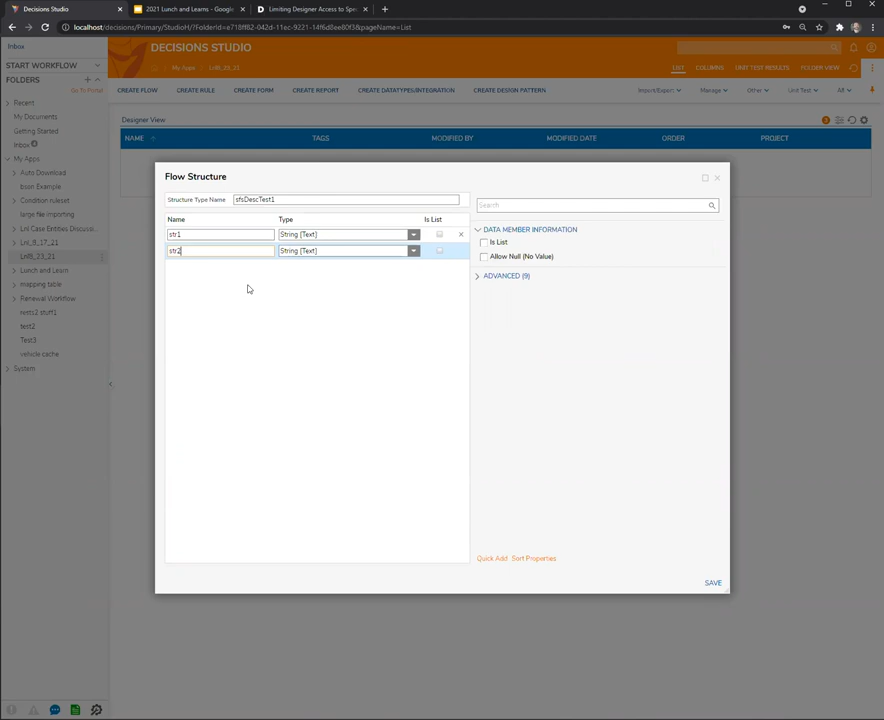 Decisions Studio
2021 Lunch and Learns - Google
Limiting Designer Access to Spe
localhost/decisions/Primary/StudioH/?FolderId=e718ff82-042d-11ec-9221-14f6d8ee80f3&pageName=List
Inbox
DECISIONS STUDIO
START WORKFLOW
My Apps
LnL8_23_21
LIST
COLUMNS
UNIT TEST RESULTS
FOLDER VIEW
FOLDERS
Go To Portal
CREATE FLOW
CREATE RULE
CREATE FORM
CREATE REPORT
CREATE DATATYPES/INTEGRATION
CREATE DESIGN PATTERN
Import/Export
Manage
Other
Unit Test
All
Recent
My Documents
Getting Started
Inbox
My Apps
Auto Download
bson Example
Condition ruleset
large file importing
Lnl Case Entities Discussi...
LnL_8_17_21
LnL8_23_21
Lunch and Learn
mapping table
Renewal Workflow
rests2 stuff1
test2
Test3
vehicle cache
System
Designer View
NAME
TAGS
MODIFIED BY
MODIFIED DATE
ORDER
PROJECT
Flow Structure
Structure Type Name
sfsDescTest1
Name
Type
Is List
str1
String [Text]
str2
String [Text]
Search
DATA MEMBER INFORMATION
Is List
Allow Null (No Value)
ADVANCED (9)
Quick Add
Sort Properties
SAVE